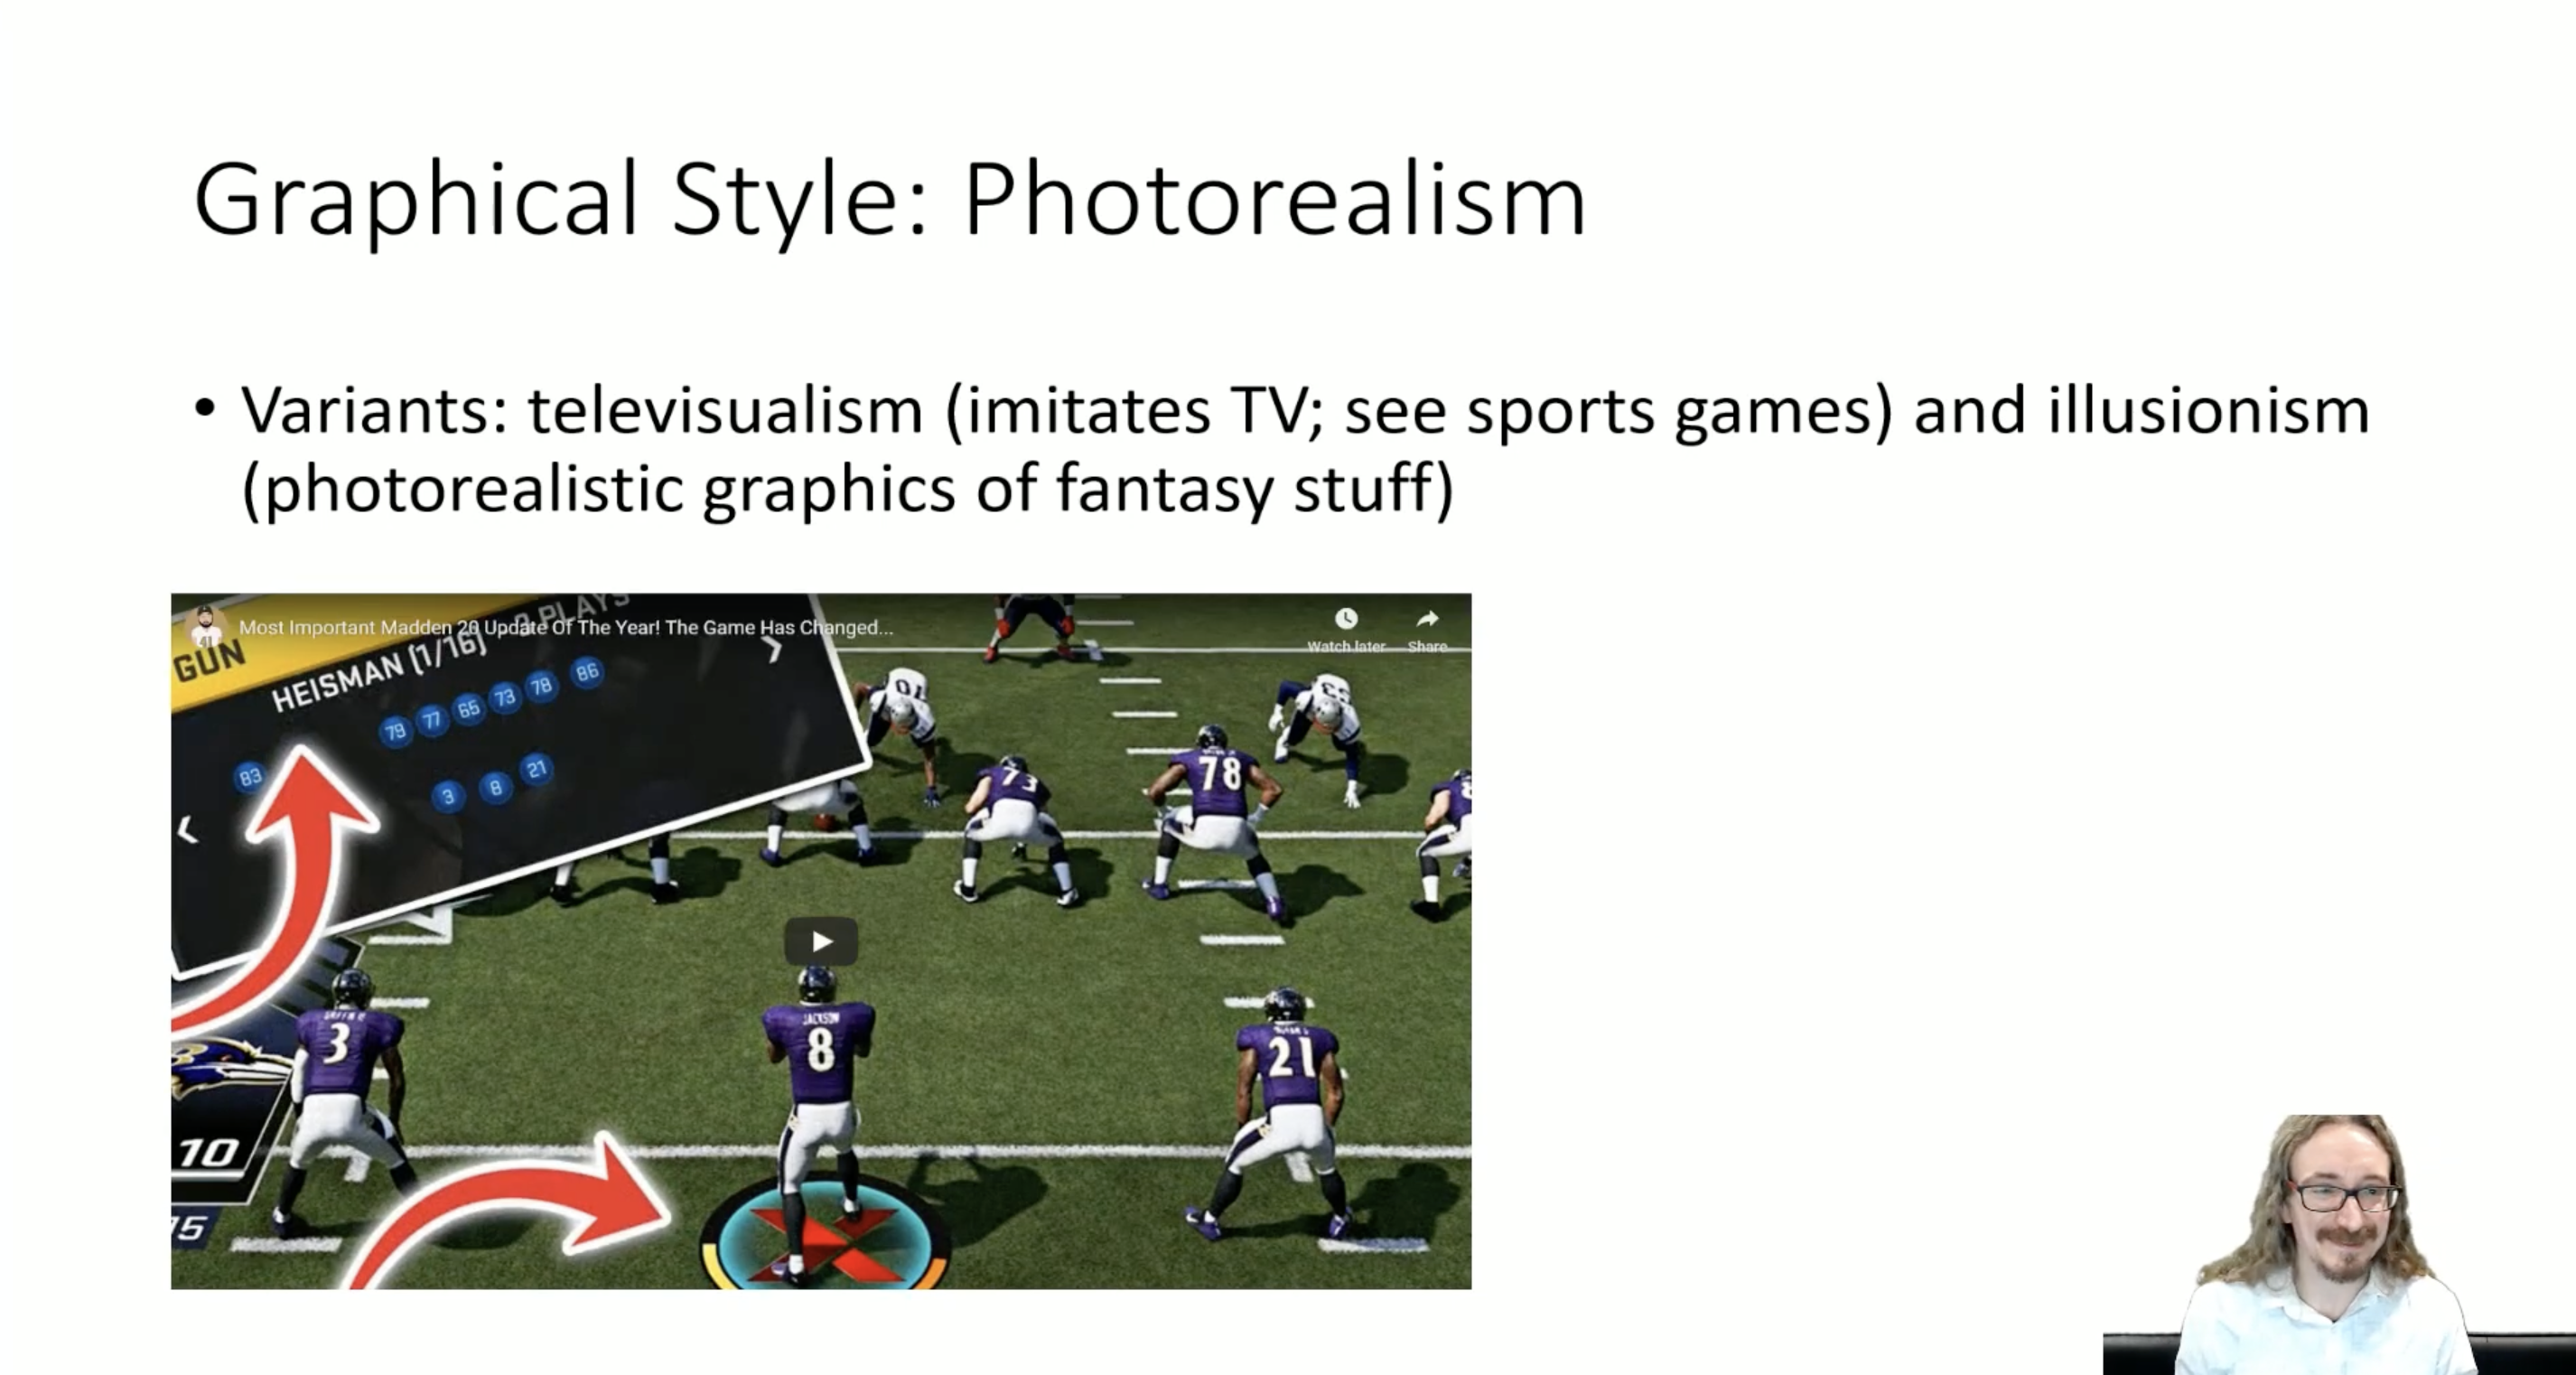 Graphical Style: Photorealism
• Variants: televisualism (imitates TV; see sports games) and illusionism
(photorealistic graphics of fantasy stuff)
Most Important Madden 20 Update Of The Year! The Game Has Changed...
Watch later
Share
GUN
PLAYS
HEISMAN (1/16)
79 77 65 73 78 86
83
3 8 21
73
78
3
JACKSON
8
21
10
15